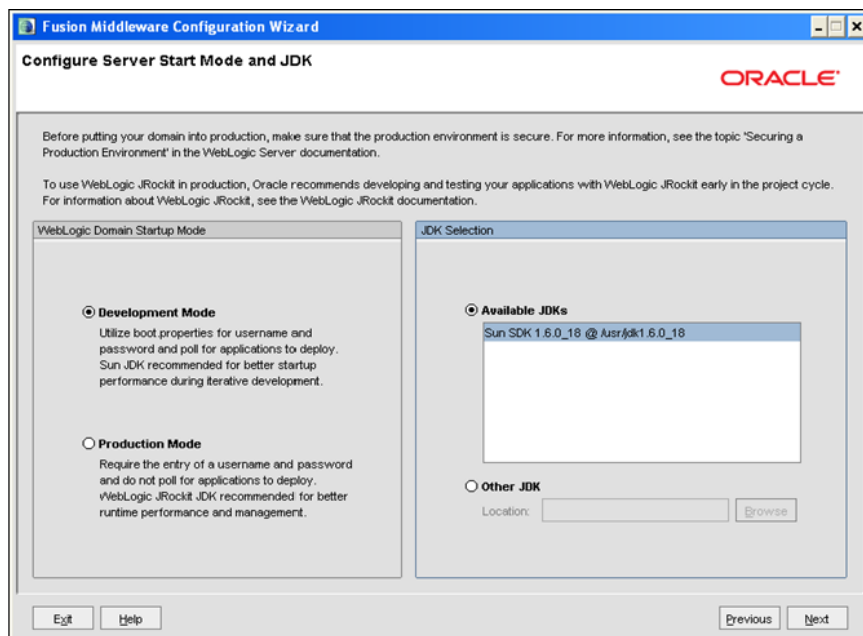 Fusion Middleware Configuration Wizard
Configure Server Start Mode and JDK
ORACLE
Before putting your domain into production, make sure that the production environment is secure. For more information, see the topic 'Securing a
Production Environment' in the WebLogic Server documentation.
To use WebLogic JRockit in production, Oracle recommends developing and testing your applications with WebLogic JRockit early in the project cycle.
For information about WebLogic JRockit, see the WebLogic JRockit documentation.
WebLogic Domain Startup Mode
Development Mode
Utilize boot.properties for username and
password and poll for applications to deploy.
Sun JDK recommended for better startup
performance during iterative development.
Production Mode
Require the entry of a username and password
and do not poll for applications to deploy.
WebLogic JRockit JDK recommended for better
runtime performance and management.
JDK Selection
Available JDKs
Sun SDK 1.6.0_18 @ /usr/jdk1.6.0_18
Other JDK
Location:
Browse
Exit
Help
Previous
Next